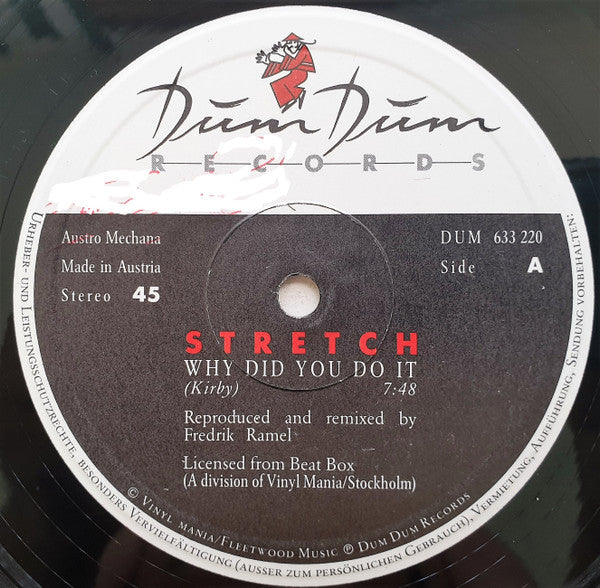 Dum Dum
RECORDS
Austro Mechana
Made in Austria
Stereo 45
DUM 633 220
Side A
STRETCH
WHY DID YOU DO IT
(Kirby) 7:48
Reproduced and remixed by
Fredrik Ramel
Licensed from Beat Box
(A division of Vinyl Mania/Stockholm)
© VINYL MANIA/FLEETWOOD MUSIC ℗ DUM DUM RECORDS
URHEBER- UND LEISTUNGSSCHUTZRECHTE, BESONDERS VERVIELFÄLTIGUNG (AUSSER ZUM PERSÖNLICHEN GEBRAUCH), VERMIETUNG, AUFFÜHRUNG, SENDUNG VORBEHALTEN: